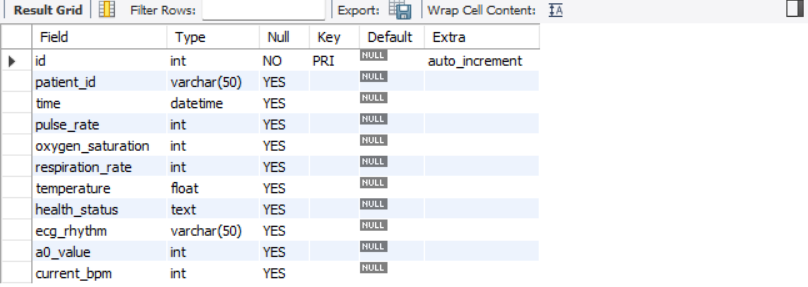 Result Grid Filter Rows: Export: Wrap Cell Content: IA
Field Type Null Key Default Extra
id int NO PRI NULL auto_increment
patient_id varchar(50) YES NULL
time datetime YES NULL
pulse_rate int YES NULL
oxygen_saturation int YES NULL
respiration_rate int YES NULL
temperature float YES NULL
health_status text YES NULL
ecg_rhythm varchar(50) YES NULL
a0_value int YES NULL
current_bpm int YES NULL